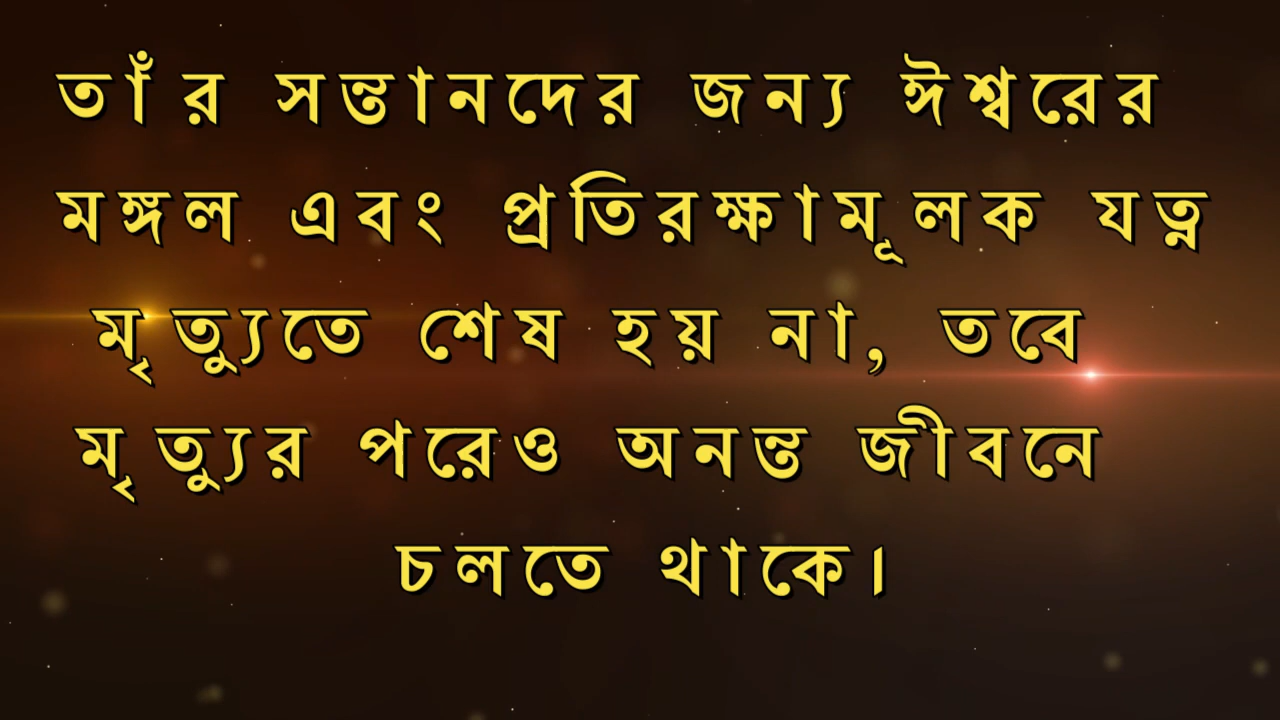 তাঁর সন্তানদের জন্য ঈশ্বরের
মঙ্গল এবং প্রতিরক্ষামূলক যত্ন
মৃত্যুতে শেষ হয় না, তবে
মৃত্যুর পরেও অনন্ত জীবনে
চলতে থাকে।